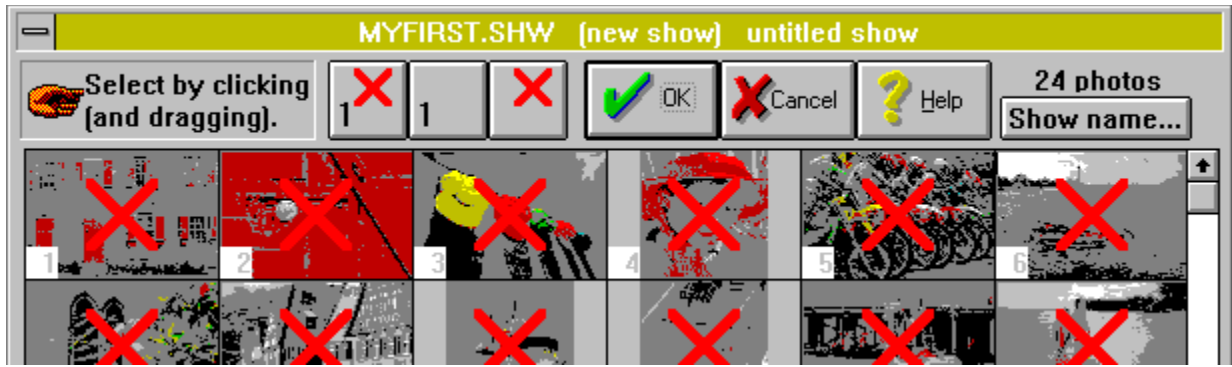 MYFIRST.SHW (new show) untitled show
Select by clicking
(and dragging).
1
1
OK
Cancel
Help
24 photos
Show name...
1
2
3
4
5
6